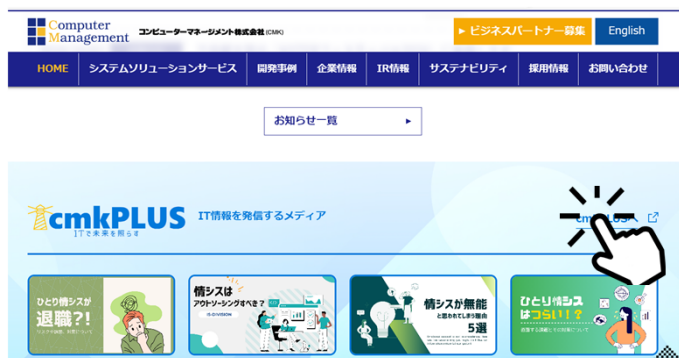 Computer
Management
コンピューターマネージメント株式会社(CMK)
▸ ビジネスパートナー募集
English
HOME
システムソリューションサービス
開発事例
企業情報
IR情報
サステナビリティ
採用情報
お問い合わせ
お知らせ一覧
cmkPLUS
ITで未来を照らす
IT情報を発信するメディア
ひとり情シスが
退職?!
情シスは
アウトソーシングすべき?
IS-DIVISION
情シスが無能
と思われてしまう理由
5選
ひとり情シス
はつらい!?